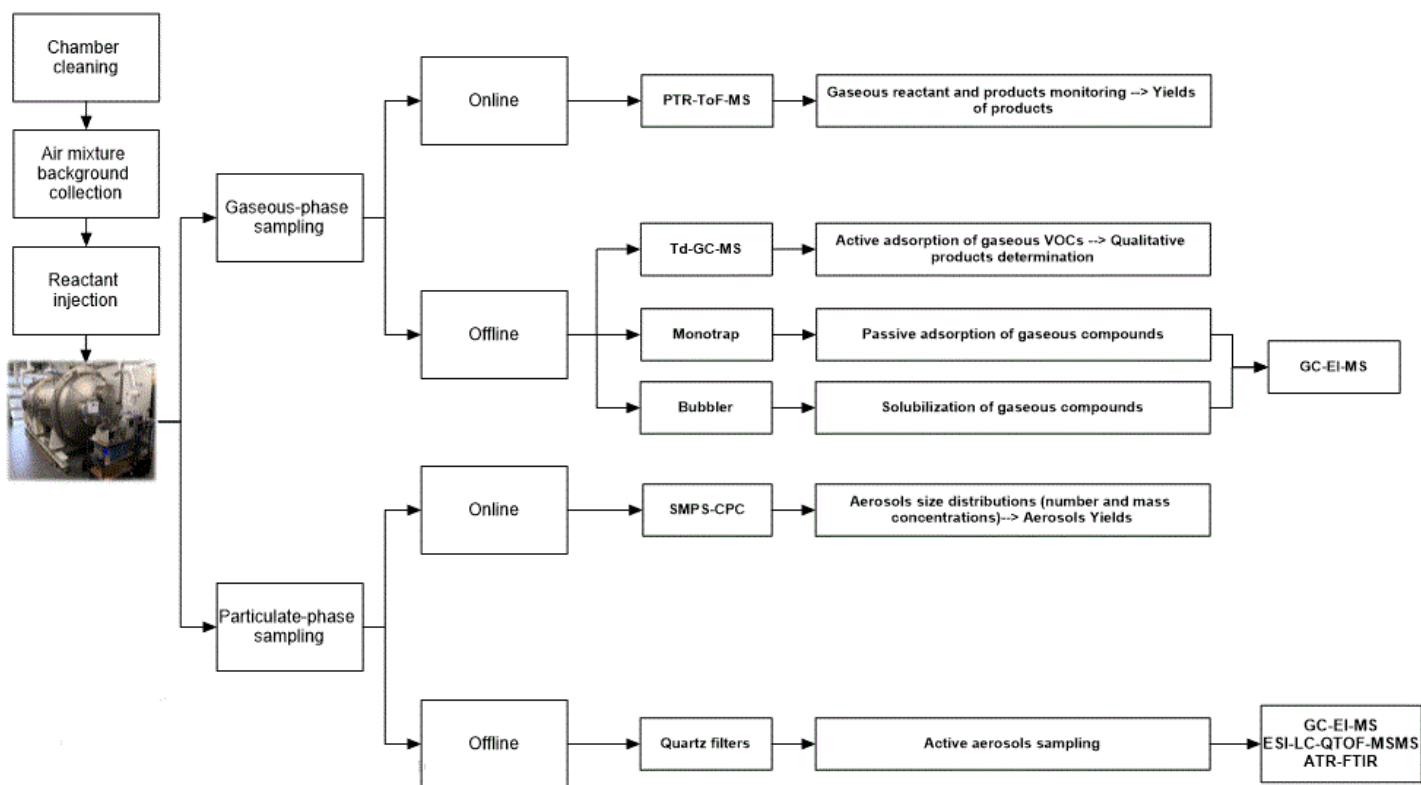 Chamber
cleaning
Air mixture
background
collection
Reactant
injection
Gaseous-phase
sampling
Online
PTR-ToF-MS
Gaseous reactant and products monitoring --> Yields
of products
Offline
Td-GC-MS
Active adsorption of gaseous VOCs --> Qualitative
products determination
Monotrap
Passive adsorption of gaseous compounds
Bubbler
Solubilization of gaseous compounds
GC-EI-MS
Particulate-phase
sampling
Online
SMPS-CPC
Aerosols size distributions (number and mass
concentrations)--> Aerosols Yields
Offline
Quartz filters
Active aerosols sampling
GC-EI-MS
ESI-LC-QTOF-MSMS
ATR-FTIR